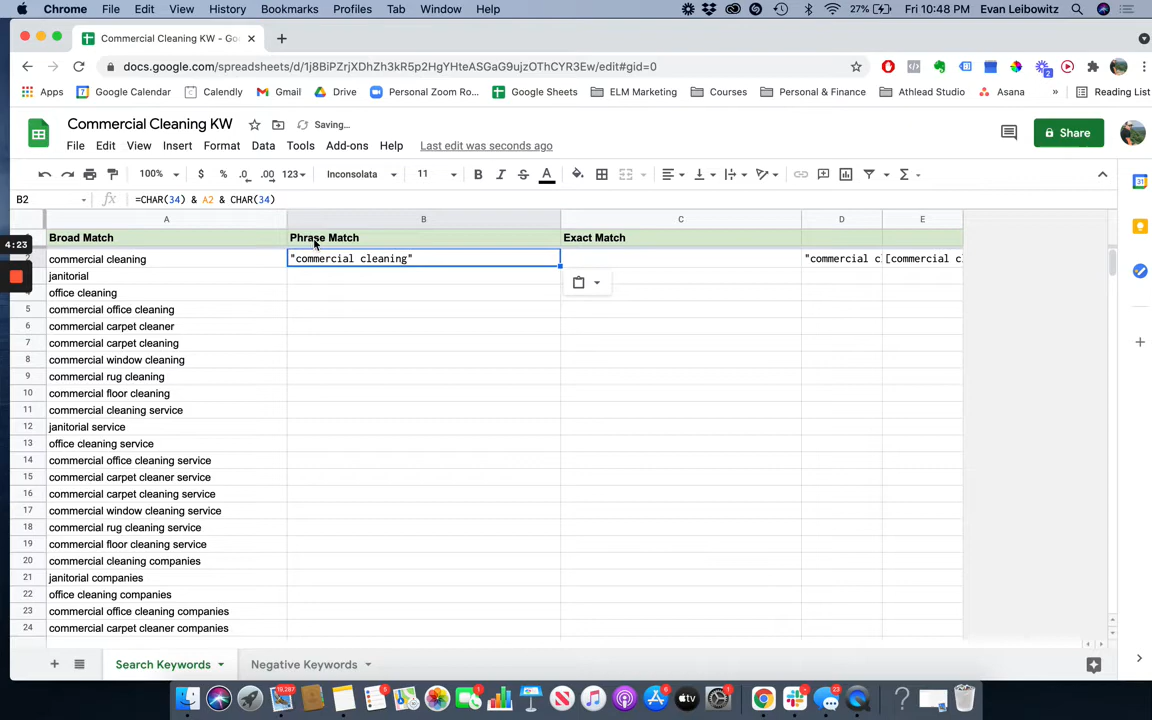 Chrome File Edit View History Bookmarks Profiles Tab Window Help 27% Fri 10:48 PM Evan Leibowitz
Commercial Cleaning KW - Go
docs.google.com/spreadsheets/d/1j8BiPZrjXDhZh3kR5p2HgYHteASGaG9ujzOThCYR3Ew/edit#gid=0
Apps Google Calendar Calendly Gmail Drive Personal Zoom Ro... Google Sheets ELM Marketing Courses Personal & Finance Athlead Studio Asana » Reading List
Commercial Cleaning KW Saving...
File Edit View Insert Format Data Tools Add-ons Help Last edit was seconds ago
Share
100% $ % .0 .00 123 Inconsolata 11 B I S A
B2 fx =CHAR(34) & A2 & CHAR(34)
A B C D E
Broad Match Phrase Match Exact Match
4:23
commercial cleaning "commercial cleaning" "commercial c [commercial c
janitorial
4 office cleaning
5 commercial office cleaning
6 commercial carpet cleaner
7 commercial carpet cleaning
8 commercial window cleaning
9 commercial rug cleaning
10 commercial floor cleaning
11 commercial cleaning service
12 janitorial service
13 office cleaning service
14 commercial office cleaning service
15 commercial carpet cleaner service
16 commercial carpet cleaning service
17 commercial window cleaning service
18 commercial rug cleaning service
19 commercial floor cleaning service
20 commercial cleaning companies
21 janitorial companies
22 office cleaning companies
23 commercial office cleaning companies
24 commercial carpet cleaner companies
Search Keywords Negative Keywords
19,287 5 1 6 tv 23